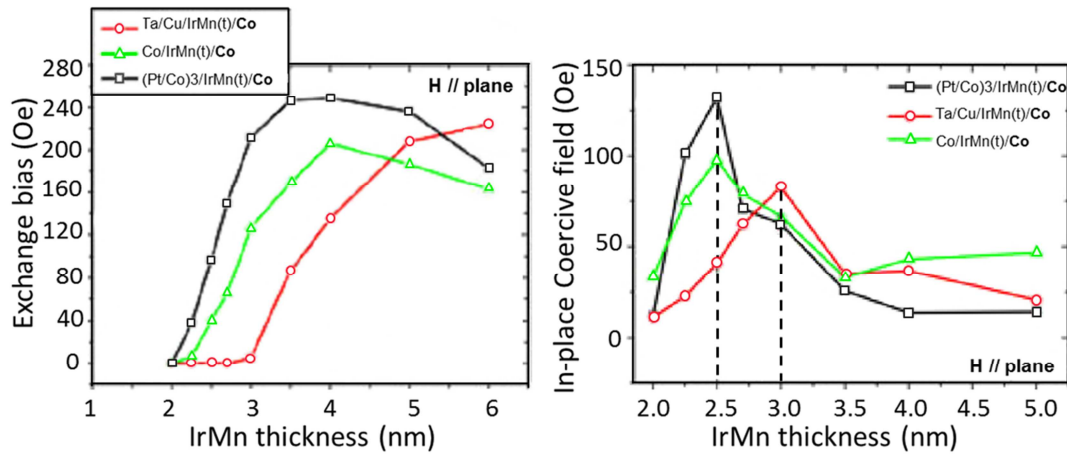 Ta/Cu/IrMn(t)/Co
Co/IrMn(t)/Co
(Pt/Co)3/IrMn(t)/Co
Exchange bias (Oe)
280
240
200
160
120
80
40
0
H // plane
1 2 3 4 5 6
IrMn thickness (nm)
In-place Coercive field (Oe)
150
100
50
0
(Pt/Co)3/IrMn(t)/Co
Ta/Cu/IrMn(t)/Co
Co/IrMn(t)/Co
H // plane
2.0 2.5 3.0 3.5 4.0 4.5 5.0
IrMn thickness (nm)